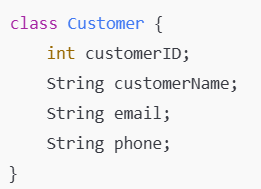 class Customer {
    int customerID;
    String customerName;
    String email;
    String phone;
}